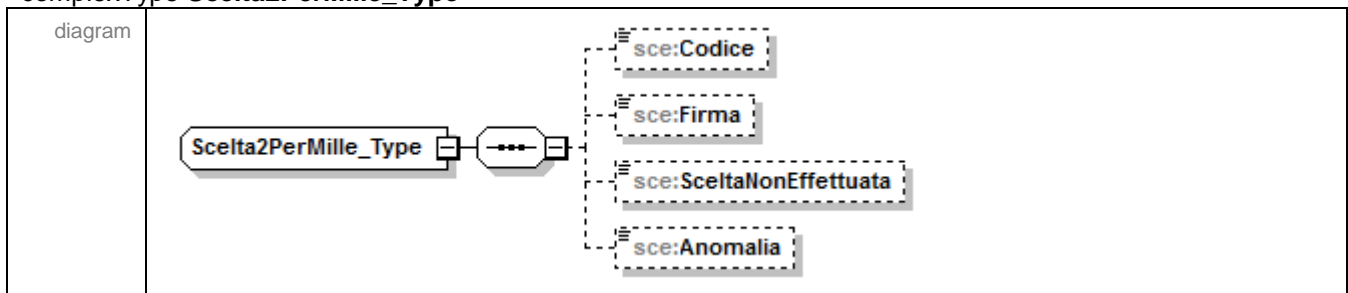 complexType Scelta2PerMille_Type
diagram
sce:Codice
sce:Firma
Scelta2PerMille_Type
sce:SceltaNonEffettuata
sce:Anomalia